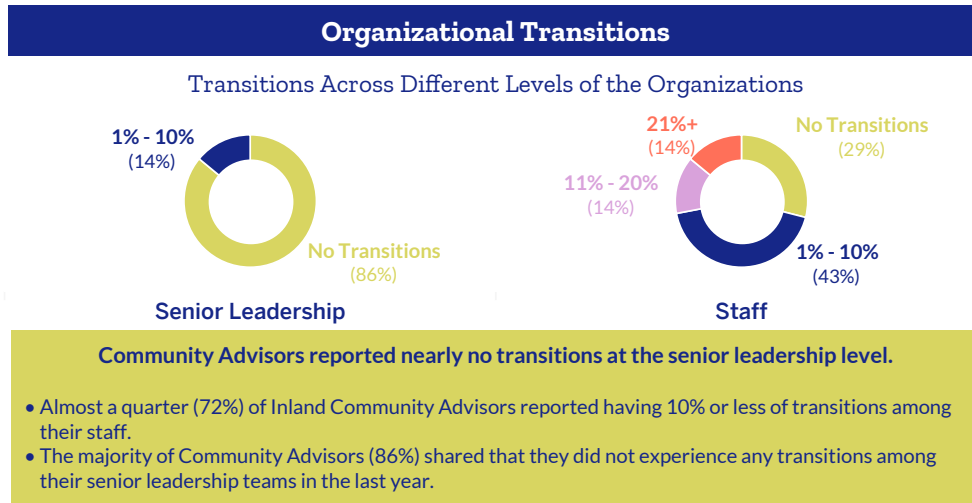 Organizational Transitions
Transitions Across Different Levels of the Organizations
1% - 10%
(14%)
No Transitions
(86%)
Senior Leadership
21%+
(14%)
No Transitions
(29%)
11% - 20%
(14%)
1% - 10%
(43%)
Staff
Community Advisors reported nearly no transitions at the senior leadership level.
• Almost a quarter (72%) of Inland Community Advisors reported having 10% or less of transitions among
their staff.
• The majority of Community Advisors (86%) shared that they did not experience any transitions among
their senior leadership teams in the last year.